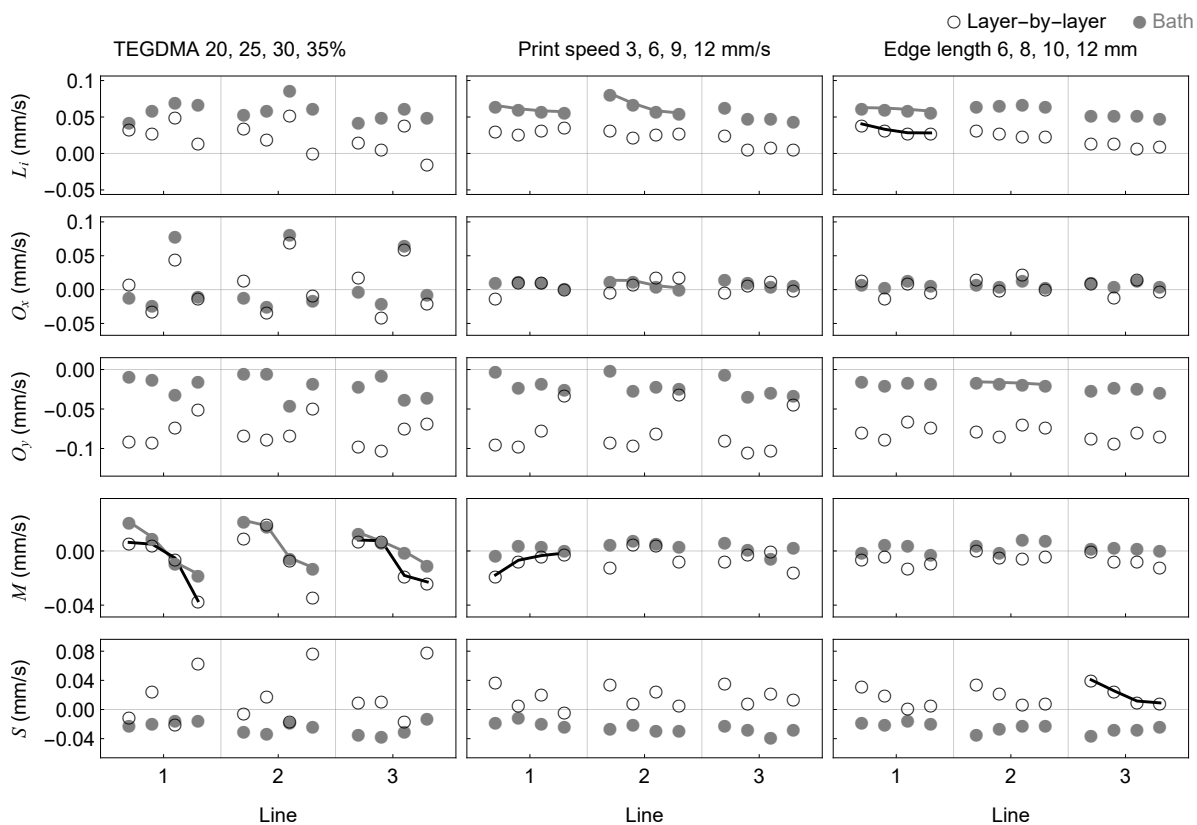 Layer−by−layer Bath
TEGDMA 20, 25, 30, 35% Print speed 3, 6, 9, 12 mm/s Edge length 6, 8, 10, 12 mm
L_i (mm/s)
0.1
0.05
0.00
−0.05
O_x (mm/s)
0.1
0.05
0.00
−0.05
O_y (mm/s)
0.00
−0.05
−0.1
M (mm/s)
0.00
−0.04
S (mm/s)
0.08
0.04
0.00
−0.04
1 2 3 1 2 3 1 2 3
Line Line Line